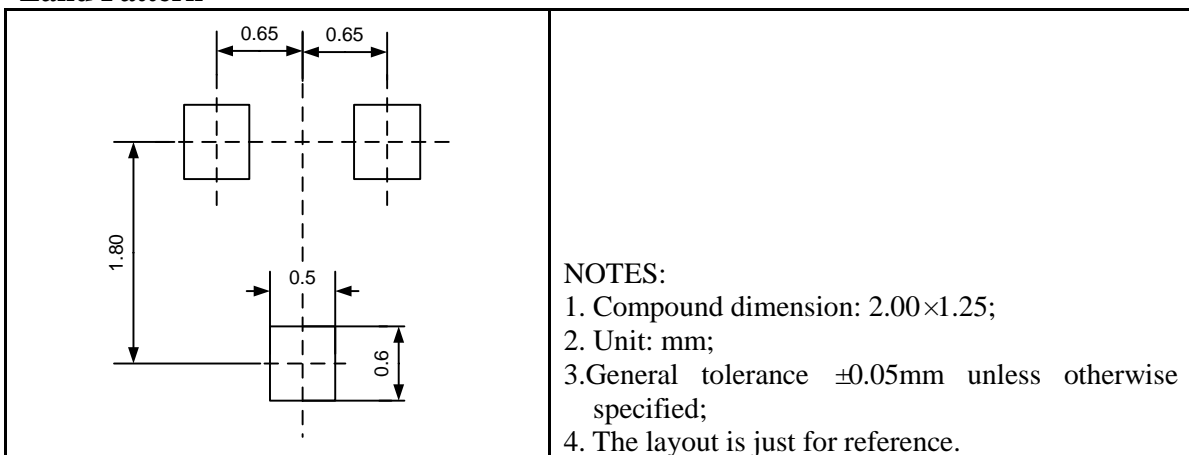 Land Pattern
0.65 0.65
1.80
0.5
0.6
NOTES:
1. Compound dimension: 2.00×1.25;
2. Unit: mm;
3.General tolerance ±0.05mm unless otherwise
specified;
4. The layout is just for reference.